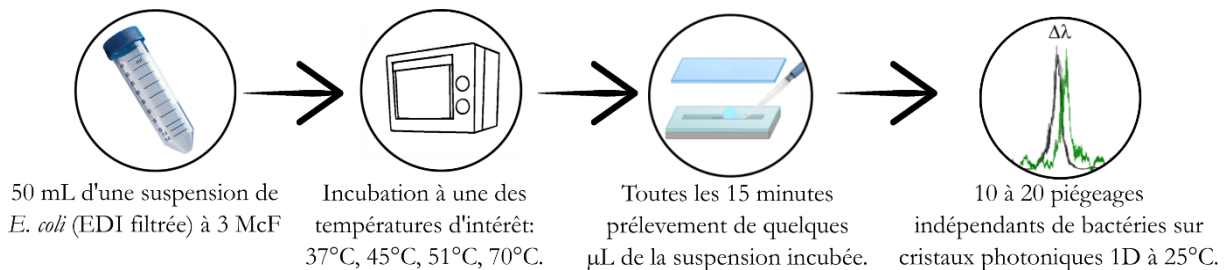 Δλ
50 mL d'une suspension de
E. coli (EDI filtrée) à 3 McF
Incubation à une des
températures d'intérêt:
37°C, 45°C, 51°C, 70°C.
Toutes les 15 minutes
prélevement de quelques
µL de la suspension incubée.
10 à 20 piégeages
indépendants de bactéries sur
cristaux photoniques 1D à 25°C.